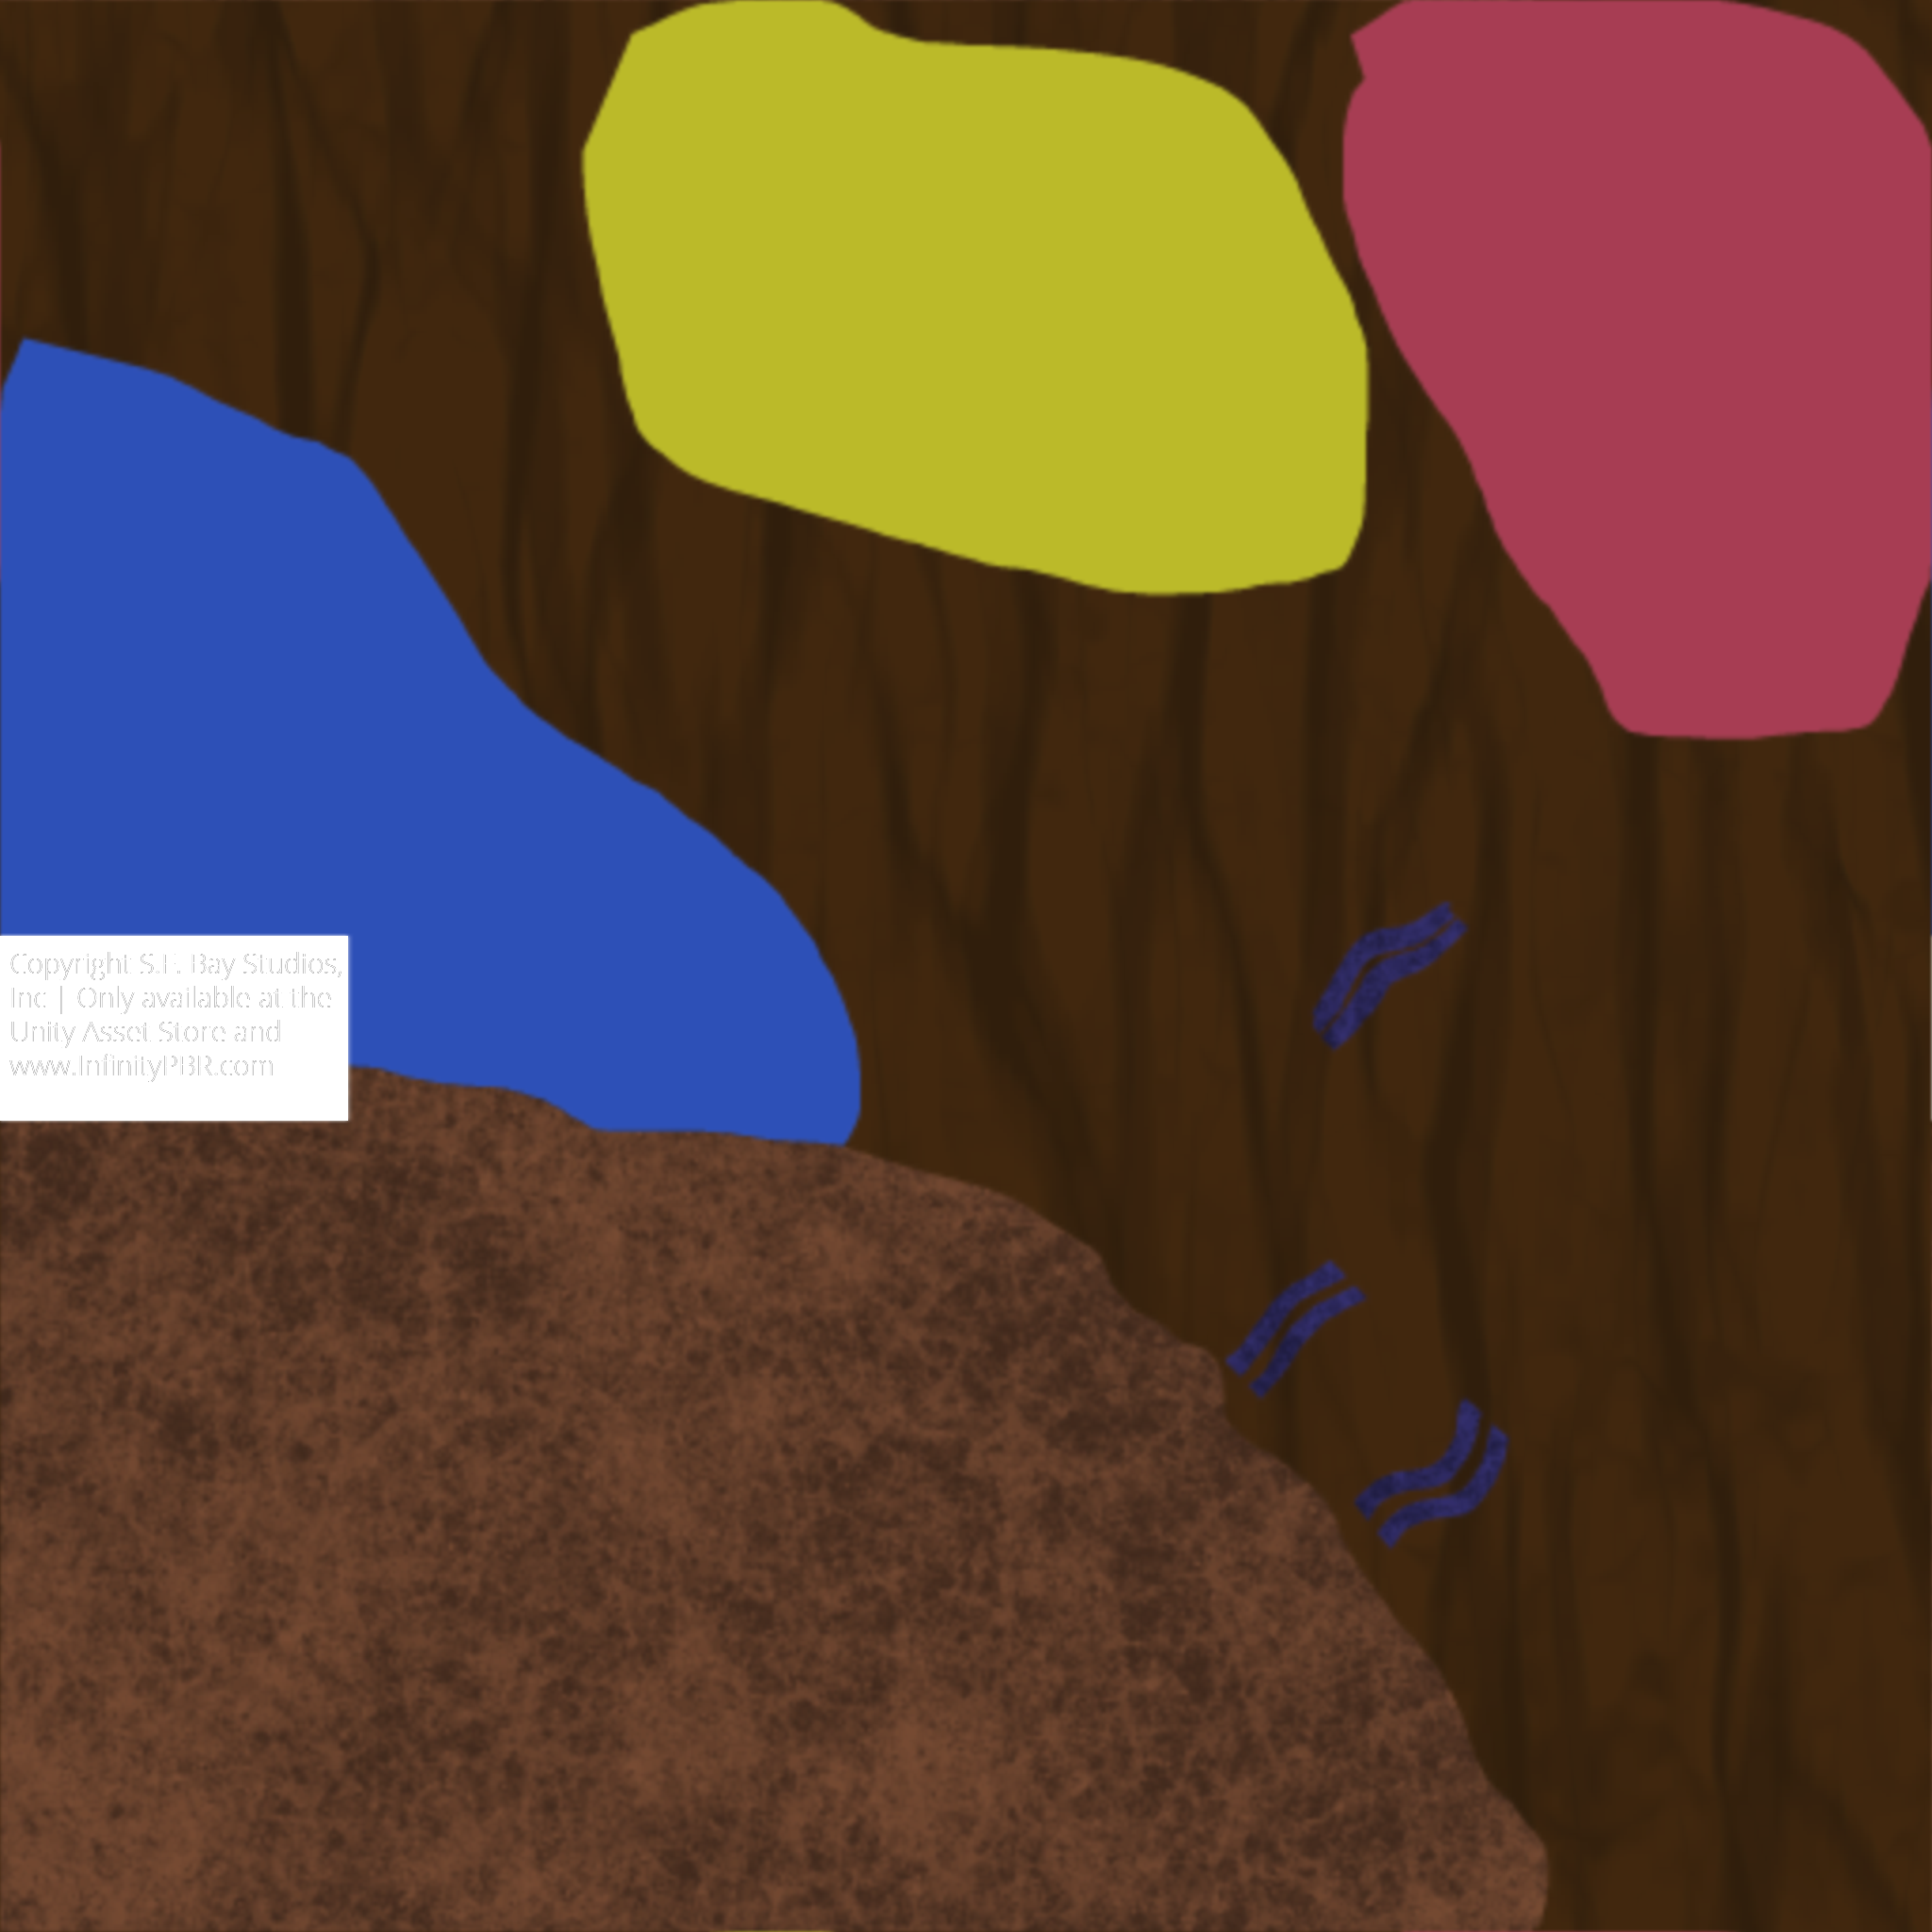 Copyright S.F. Bay Studios,
Inc | Only available at the
Unity Asset Store and
www.InfinityPBR.com